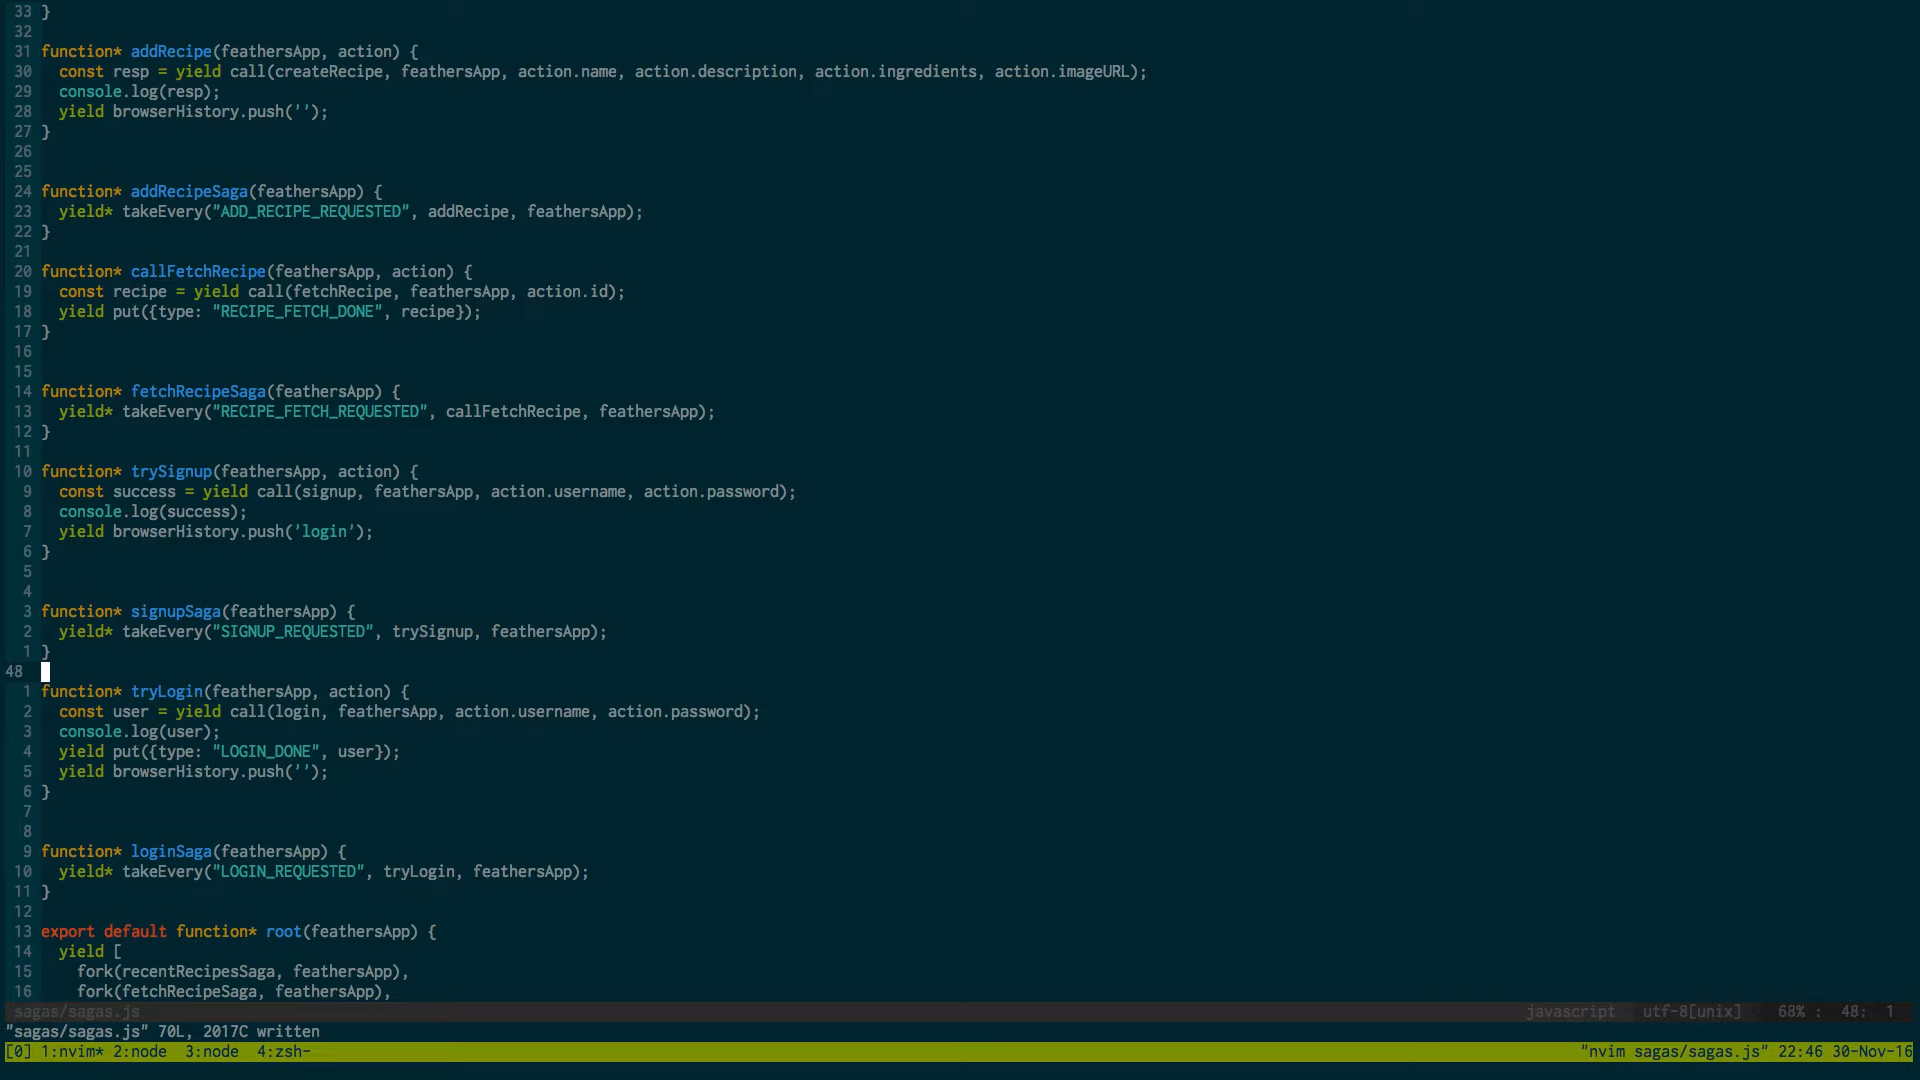 33 }
32
31 function* addRecipe(feathersApp, action) {
30   const resp = yield call(createRecipe, feathersApp, action.name, action.description, action.ingredients, action.imageURL);
29   console.log(resp);
28   yield browserHistory.push('');
27 }
26
25
24 function* addRecipeSaga(feathersApp) {
23   yield* takeEvery("ADD_RECIPE_REQUESTED", addRecipe, feathersApp);
22 }
21
20 function* callFetchRecipe(feathersApp, action) {
19   const recipe = yield call(fetchRecipe, feathersApp, action.id);
18   yield put({type: "RECIPE_FETCH_DONE", recipe});
17 }
16
15
14 function* fetchRecipeSaga(feathersApp) {
13   yield* takeEvery("RECIPE_FETCH_REQUESTED", callFetchRecipe, feathersApp);
12 }
11
10 function* trySignup(feathersApp, action) {
9   const success = yield call(signup, feathersApp, action.username, action.password);
8   console.log(success);
7   yield browserHistory.push('login');
6 }
5
4
3 function* signupSaga(feathersApp) {
2   yield* takeEvery("SIGNUP_REQUESTED", trySignup, feathersApp);
1 }
48
1 function* tryLogin(feathersApp, action) {
2   const user = yield call(login, feathersApp, action.username, action.password);
3   console.log(user);
4   yield put({type: "LOGIN_DONE", user});
5   yield browserHistory.push('');
6 }
7
8
9 function* loginSaga(feathersApp) {
10   yield* takeEvery("LOGIN_REQUESTED", tryLogin, feathersApp);
11 }
12
13 export default function* root(feathersApp) {
14   yield [
15     fork(recentRecipesSaga, feathersApp),
16     fork(fetchRecipeSaga, feathersApp),
sagas/sagas.js javascript utf-8[unix] 68% : 48: 1
"sagas/sagas.js" 70L, 2017C written
[0] 1:nvim* 2:node 3:node 4:zsh- "nvim sagas/sagas.js" 22:46 30-Nov-16